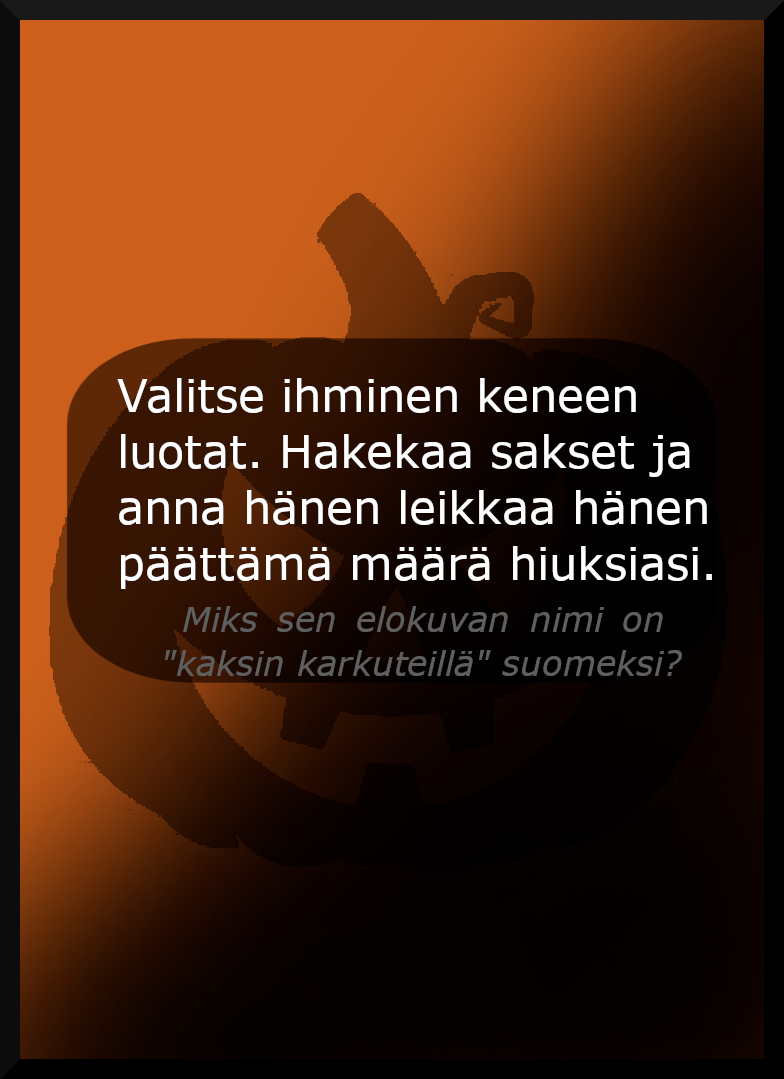 Valitse ihminen keneen
luotat. Hakekaa sakset ja
anna hänen leikkaa hänen
päättämä määrä hiuksiasi.
Miks sen elokuvan nimi on
"kaksin karkuteillä" suomeksi?